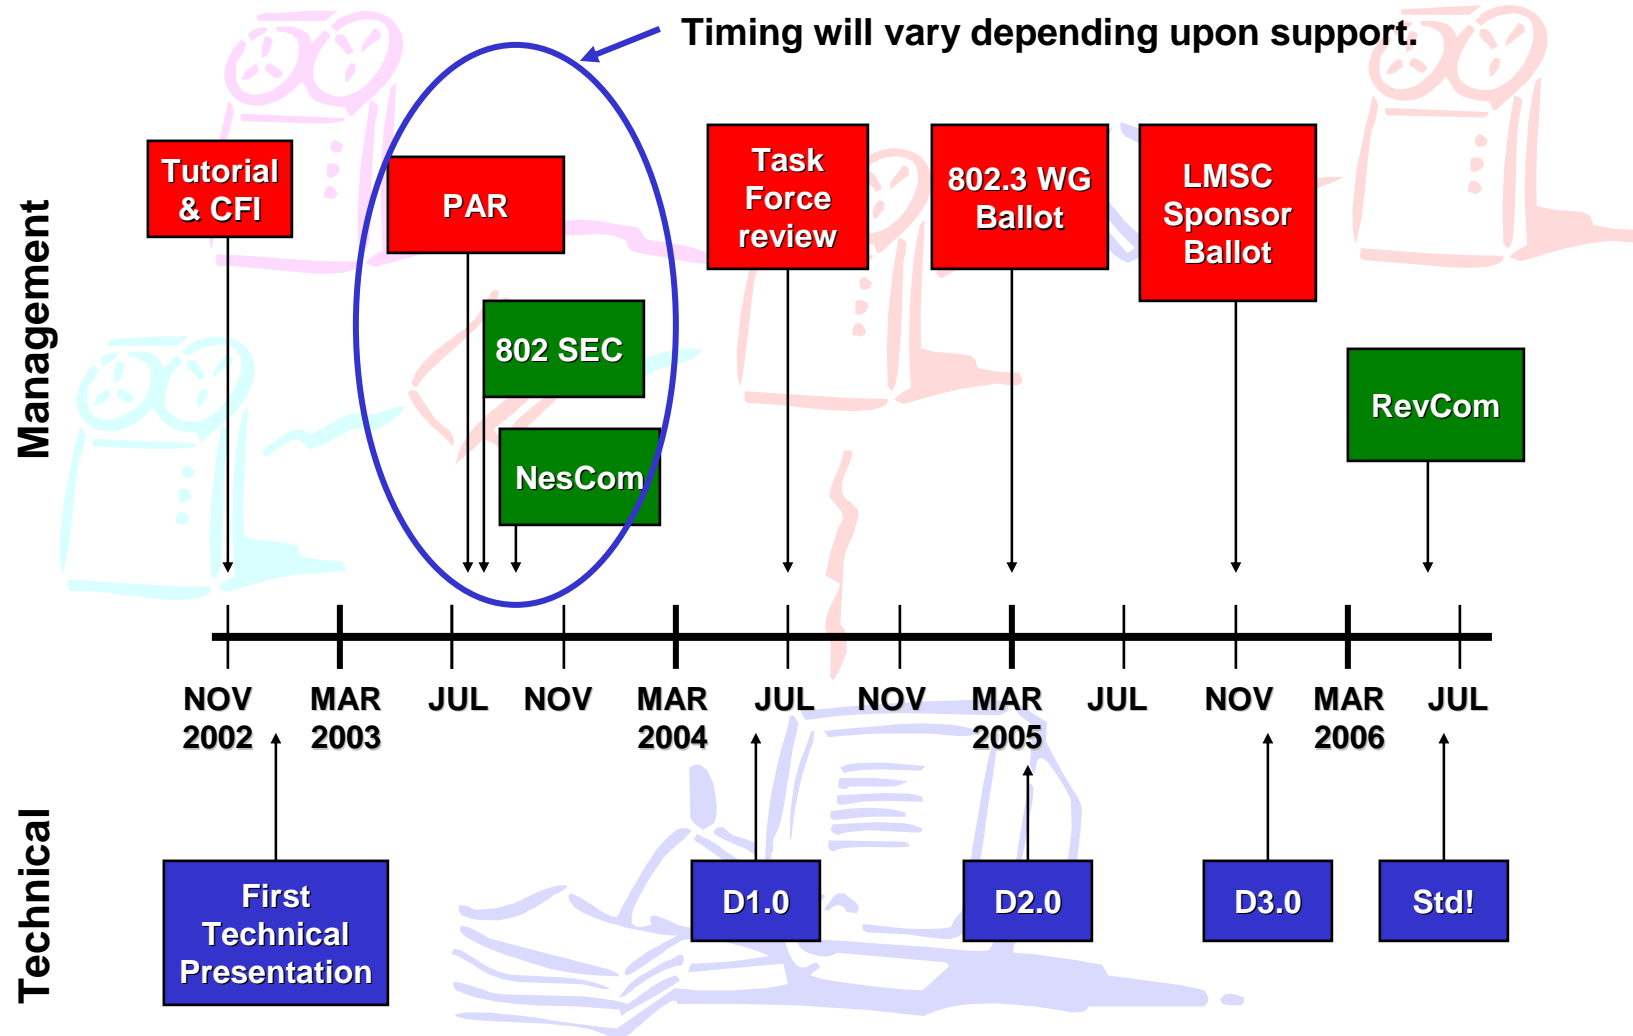 Timing will vary depending upon support.
Management
Tutorial
& CFI
PAR
802 SEC
NesCom
Task
Force
review
802.3 WG
Ballot
LMSC
Sponsor
Ballot
RevCom
NOV
2002
MAR
2003
JUL
NOV
MAR
2004
JUL
NOV
MAR
2005
JUL
NOV
MAR
2006
JUL
Technical
First
Technical
Presentation
D1.0
D2.0
D3.0
Std!